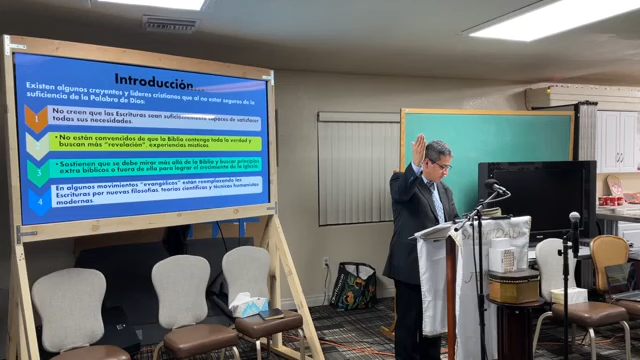 Introducción...
Existen algunos creyentes y líderes cristianos que al no estar seguros de la
suficiencia de la Palabra de Dios:
1 No creen que las Escrituras sean suficientemente capaces de satisfacer
todas sus necesidades.
2 • No están convencidos de que la Biblia contenga toda la verdad y
buscan más “revelación”, experiencias místicas
3 • Sostienen que se debe mirar más allá de la Biblia y buscar principios
extra bíblicos o fuera de ella para lograr el crecimiento de la iglesia.
4 En algunos movimientos “evangélicos” están reemplazando las
Escrituras por nuevas filosofías, teorías científicas y técnicas humanistas
modernas.